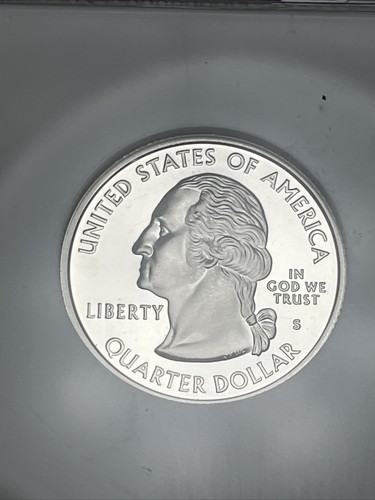 UNITED STATES OF AMERICA
IN
GOD WE
TRUST
LIBERTY
S
QUARTER DOLLAR